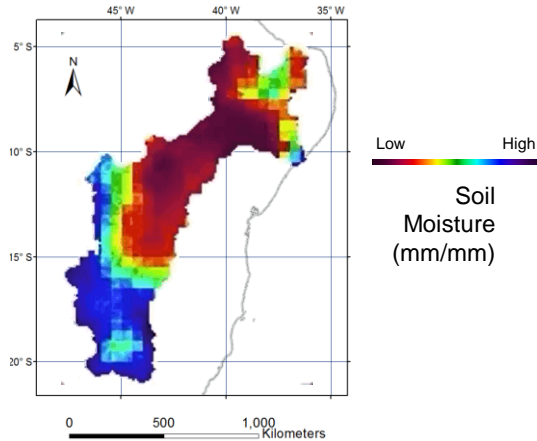 45° W 40° W 35° W
5° S
N
10° S
15° S
20° S
Low High
Soil
Moisture
(mm/mm)
0 500 1,000
Kilometers